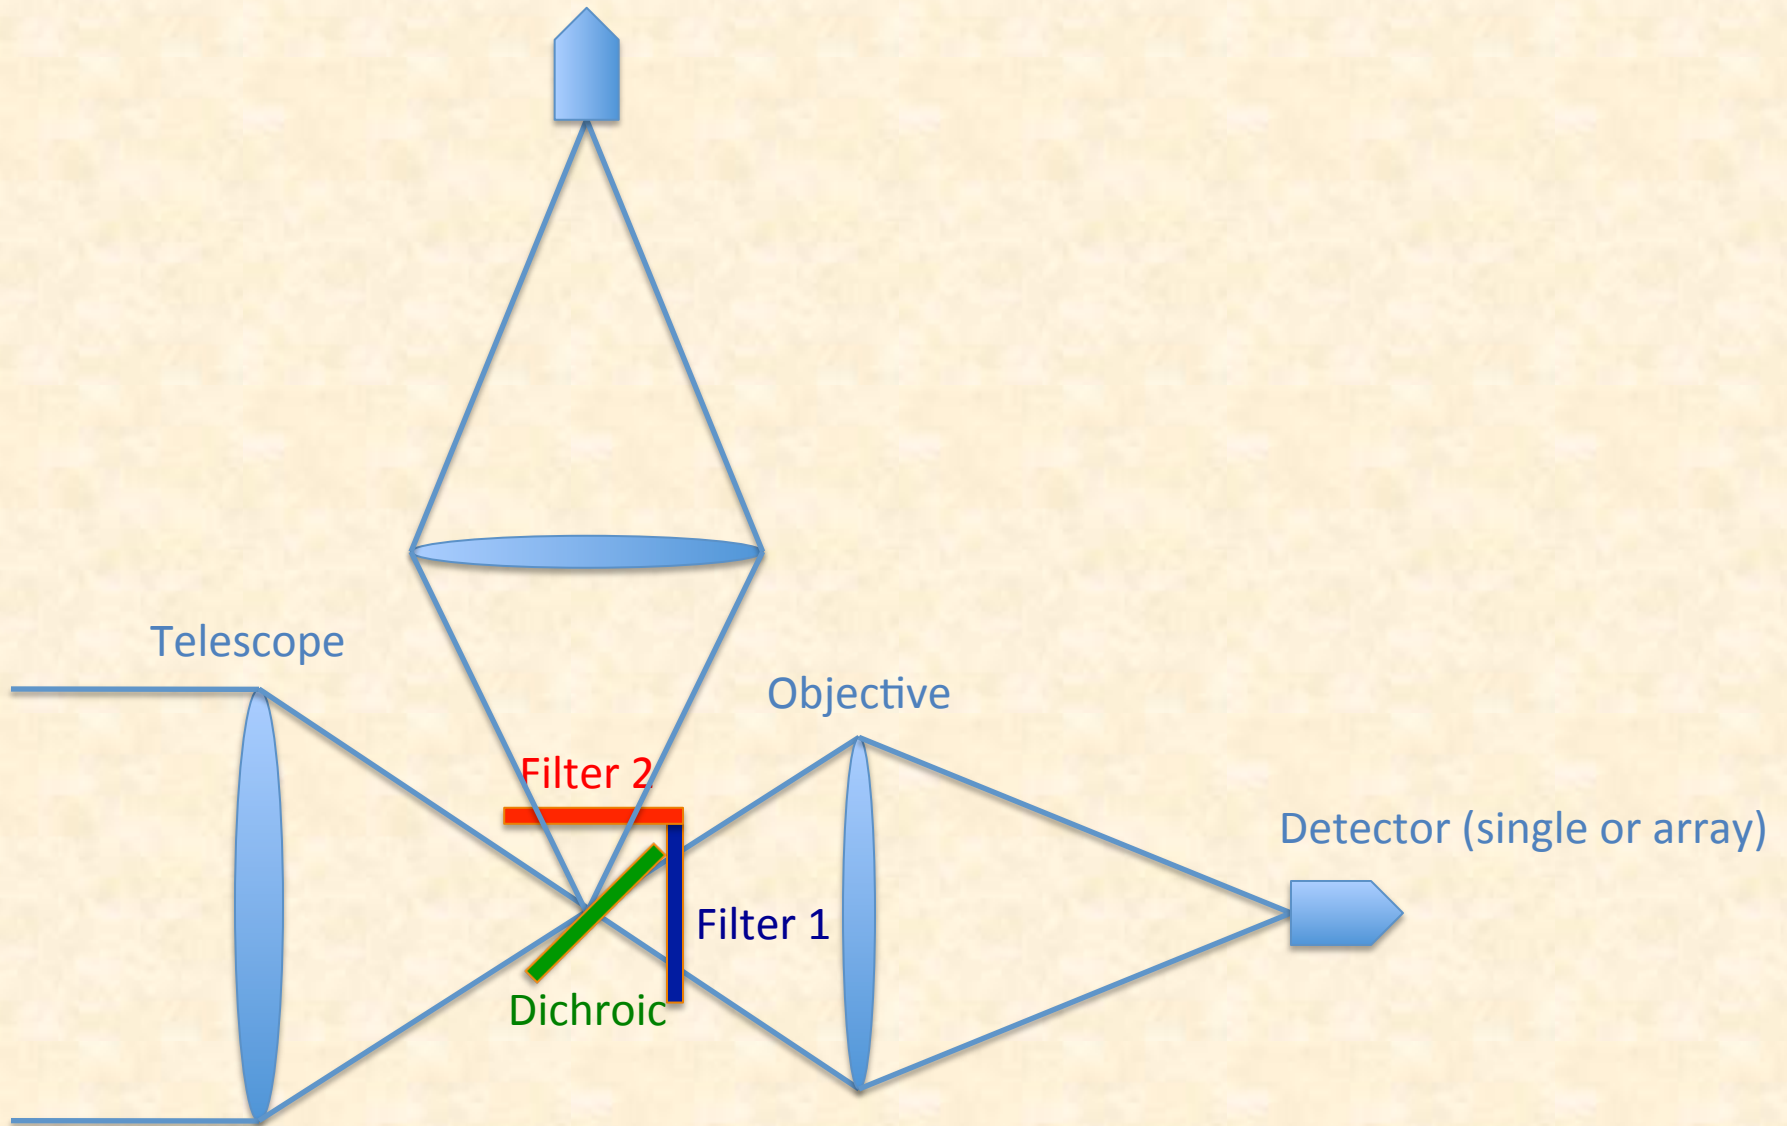 Telescope
Objective
Filter 2
Detector (single or array)
Filter 1
Dichroic